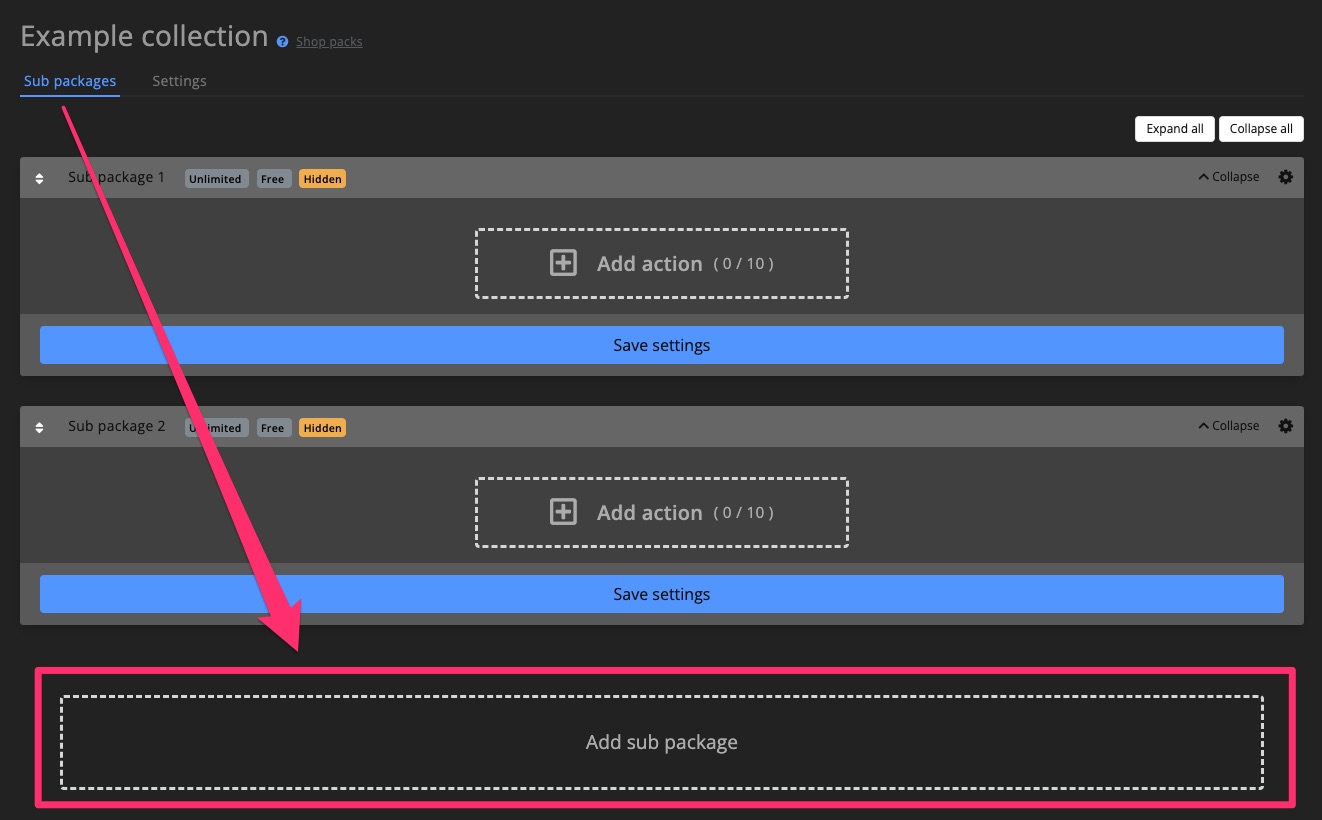 Example collection Shop packs
Sub packages Settings
Expand all Collapse all
Sub package 1 Unlimited Free Hidden Collapse
Add action ( 0 / 10 )
Save settings
Sub package 2 Unlimited Free Hidden Collapse
Add action ( 0 / 10 )
Save settings
Add sub package